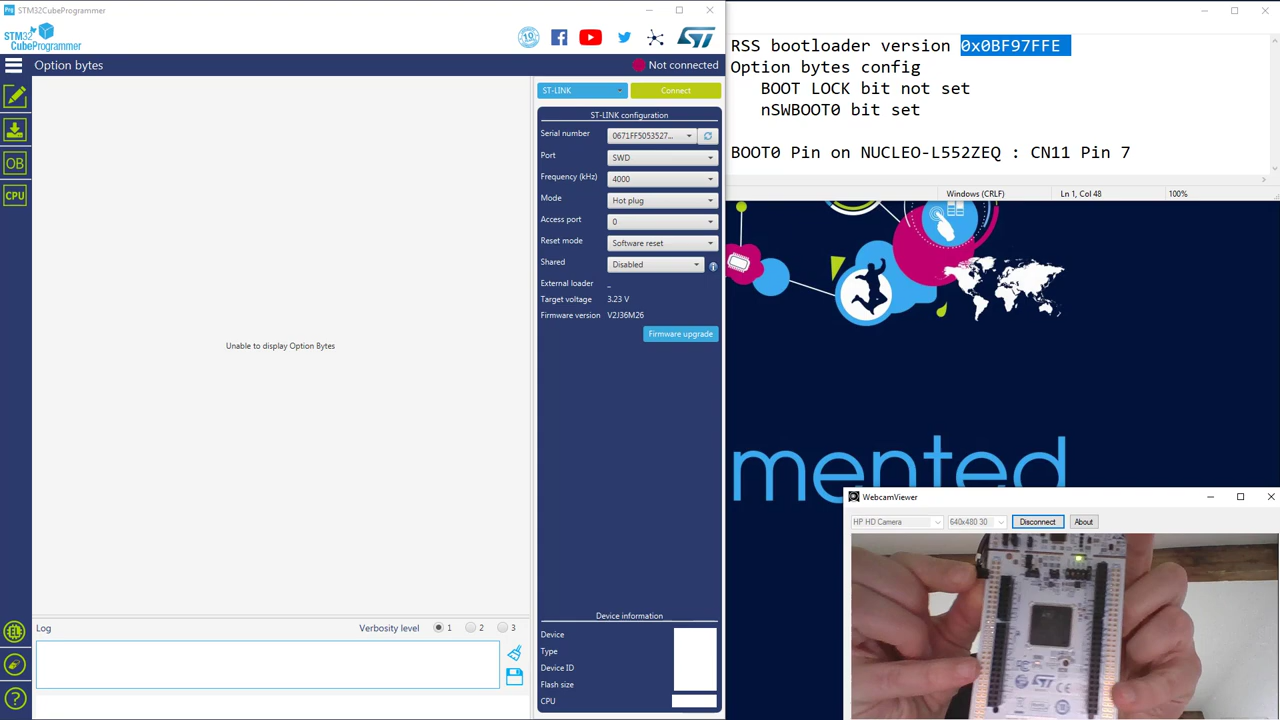 STM32CubeProgrammer
STM32
CubeProgrammer
Option bytes
Not connected
ST-LINK
Connect
ST-LINK configuration
Serial number
0671FF5053527...
Port
SWD
Frequency (kHz)
4000
Mode
Hot plug
Access port
0
Reset mode
Software reset
Shared
Disabled
External loader
_
Target voltage
3.23 V
Firmware version
V2J36M26
Firmware upgrade
OB
CPU
Unable to display Option Bytes
Log
Verbosity level
1
2
3
Device information
Device
Type
Device ID
Flash size
CPU
RSS bootloader version 0x0BF97FFE
Option bytes config
BOOT LOCK bit not set
nSWBOOT0 bit set
BOOT0 Pin on NUCLEO-L552ZEQ : CN11 Pin 7
Windows (CRLF)
Ln 1, Col 48
100%
mented
WebcamViewer
HP HD Camera
640x480 30
Disconnect
About
ST